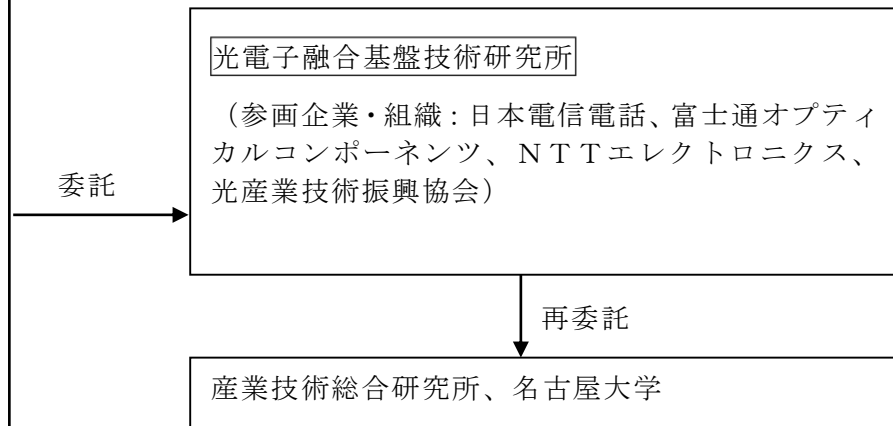 光電子融合基盤技術研究所
（参画企業・組織：日本電信電話、富士通オプティ
カルコンポーネンツ、ＮＴＴエレクトロニクス、
光産業技術振興協会）
委託
再委託
産業技術総合研究所、名古屋大学